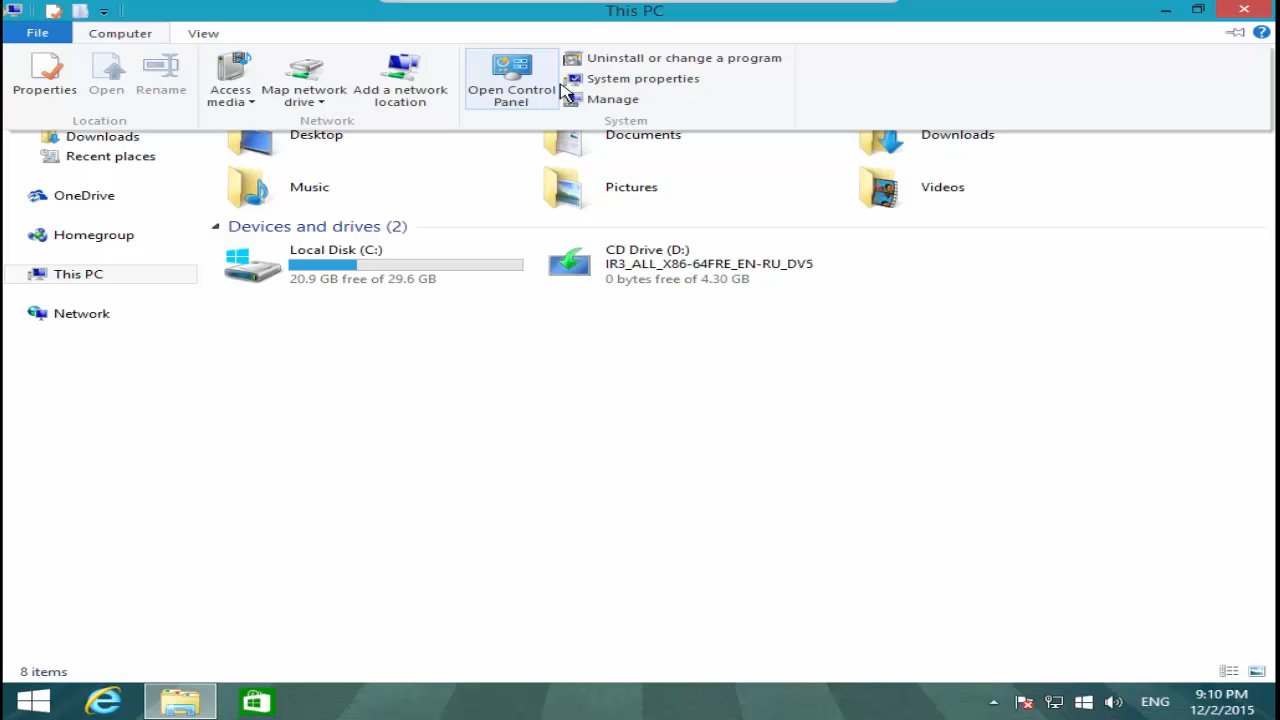 This PC
File
Computer
View
Properties
Open
Rename
Access
media
Map network
drive
Add a network
location
Open Control
Panel
Uninstall or change a program
System properties
Manage
Location
Network
System
Downloads
Recent places
OneDrive
Homegroup
This PC
Network
Desktop
Documents
Downloads
Music
Pictures
Videos
Devices and drives (2)
Local Disk (C:)
20.9 GB free of 29.6 GB
CD Drive (D:)
IR3_ALL_X86-64FRE_EN-RU_DV5
0 bytes free of 4.30 GB
8 items
ENG
9:10 PM
12/2/2015